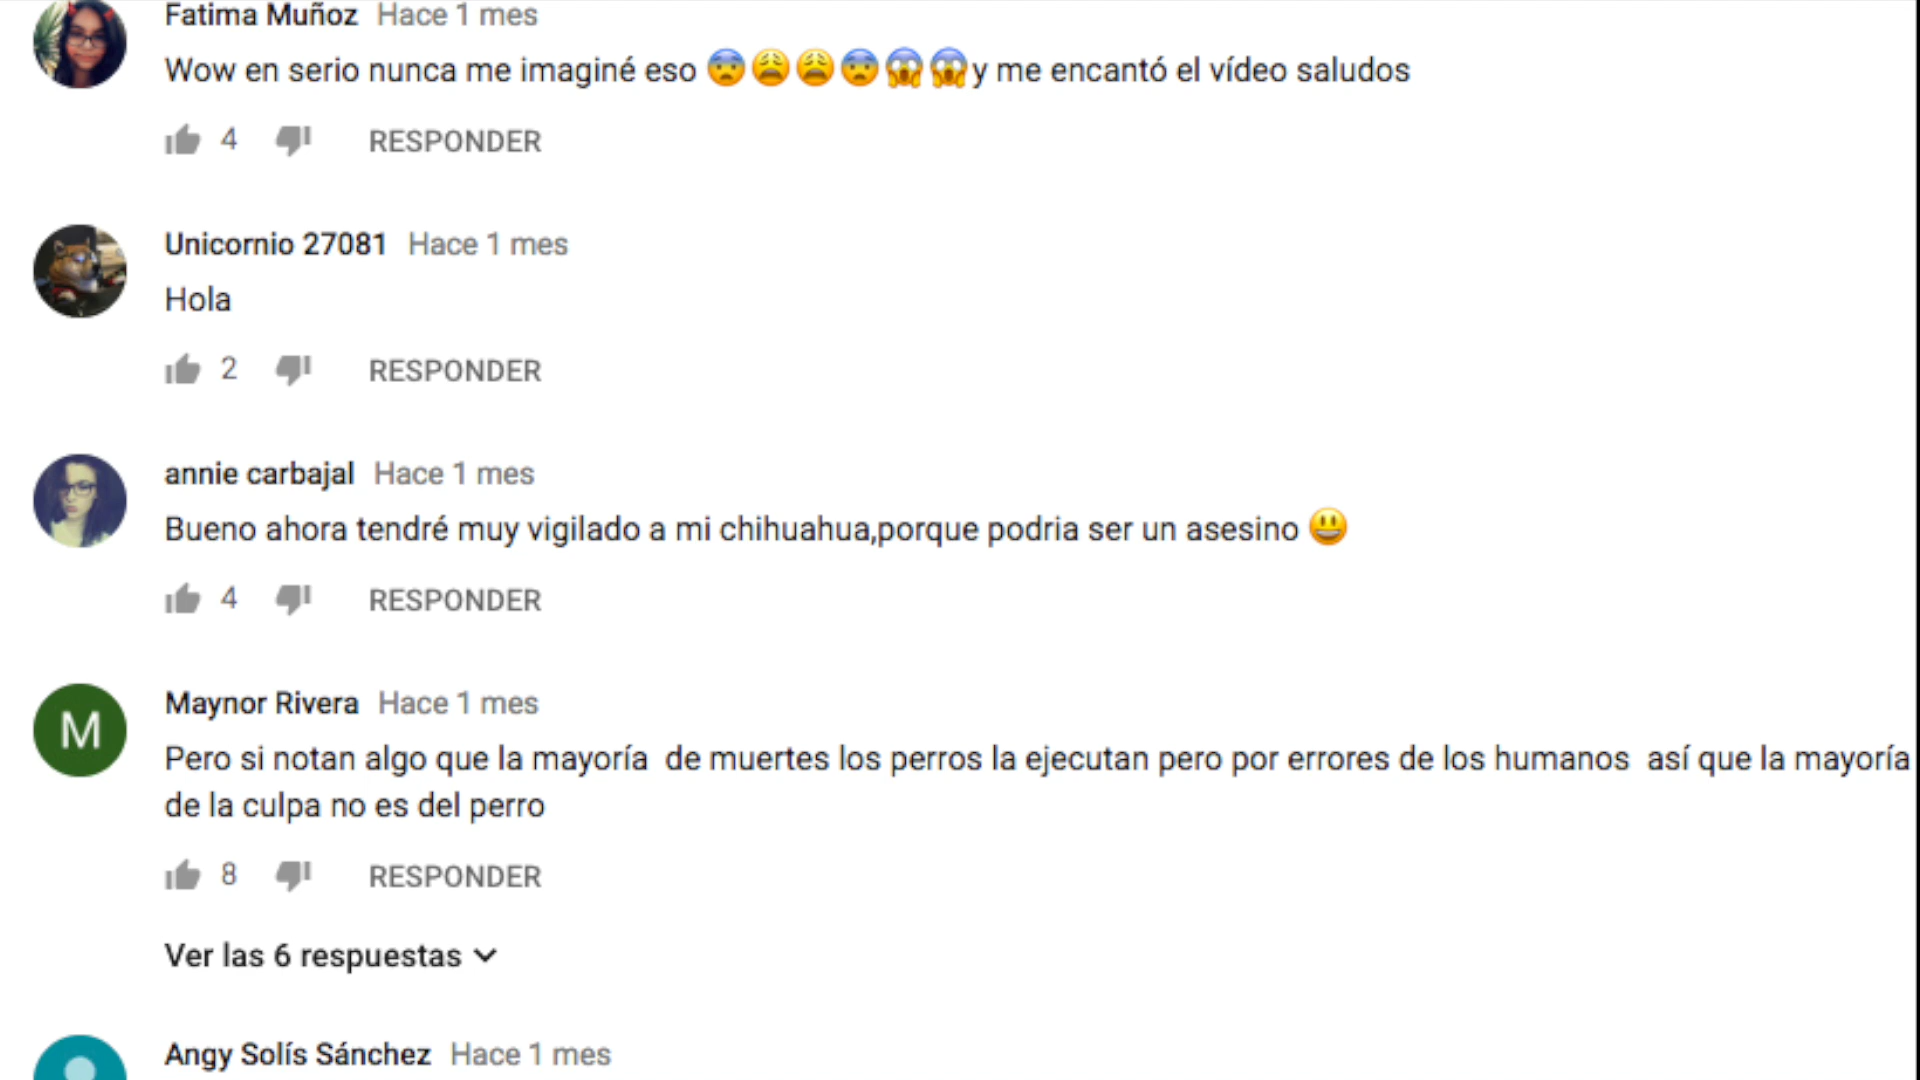 Fatima Muñoz Hace 1 mes
Wow en serio nunca me imaginé eso 😨😩😩😨😱😱y me encantó el vídeo saludos
4 RESPONDER
Unicornio 27081 Hace 1 mes
Hola
2 RESPONDER
annie carbajal Hace 1 mes
Bueno ahora tendré muy vigilado a mi chihuahua,porque podria ser un asesino 😃
4 RESPONDER
M
Maynor Rivera Hace 1 mes
Pero si notan algo que la mayoría  de muertes los perros la ejecutan pero por errores de los humanos  así que la mayoría
de la culpa no es del perro
8 RESPONDER
Ver las 6 respuestas
Angy Solís Sánchez Hace 1 mes